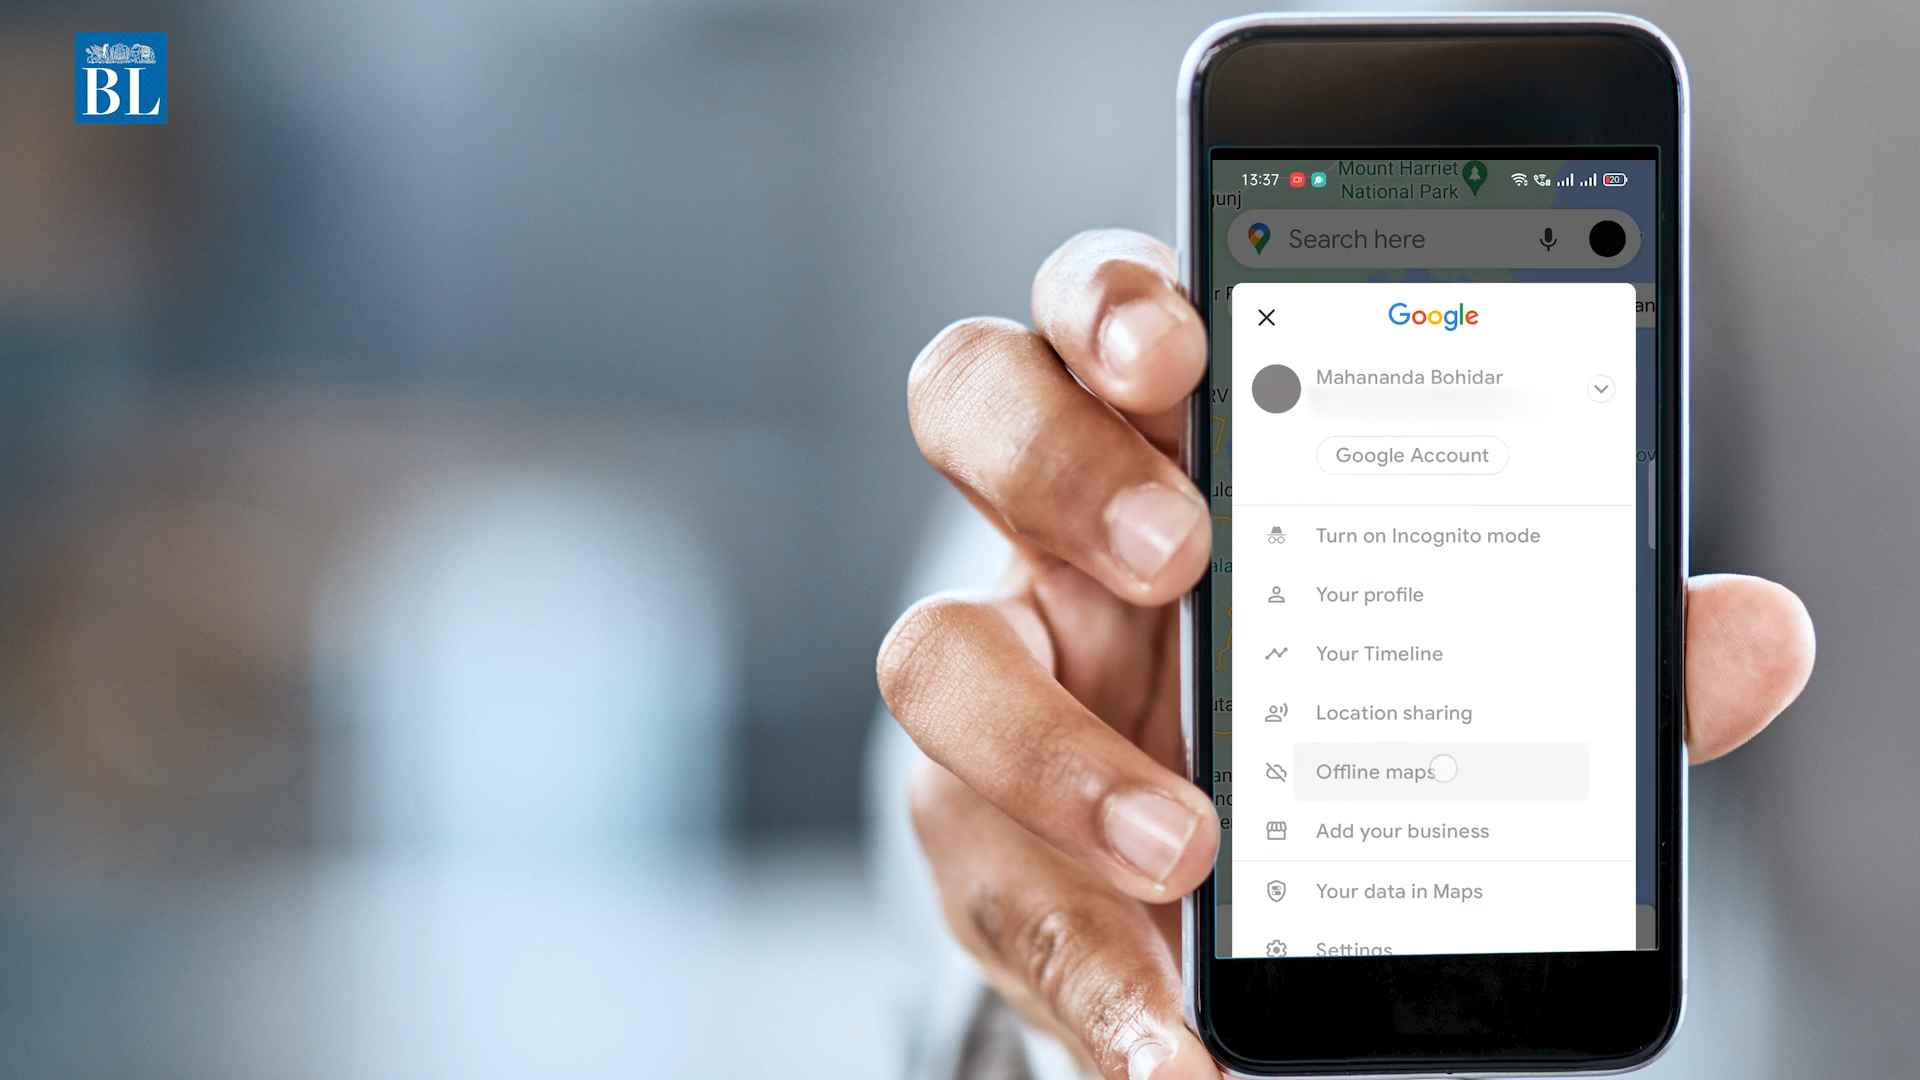 BL
13:37
Mount Harriet
National Park
20
Search here
Google
Mahananda Bohidar
Google Account
Turn on Incognito mode
Your profile
Your Timeline
Location sharing
Offline maps
Add your business
Your data in Maps
Settings